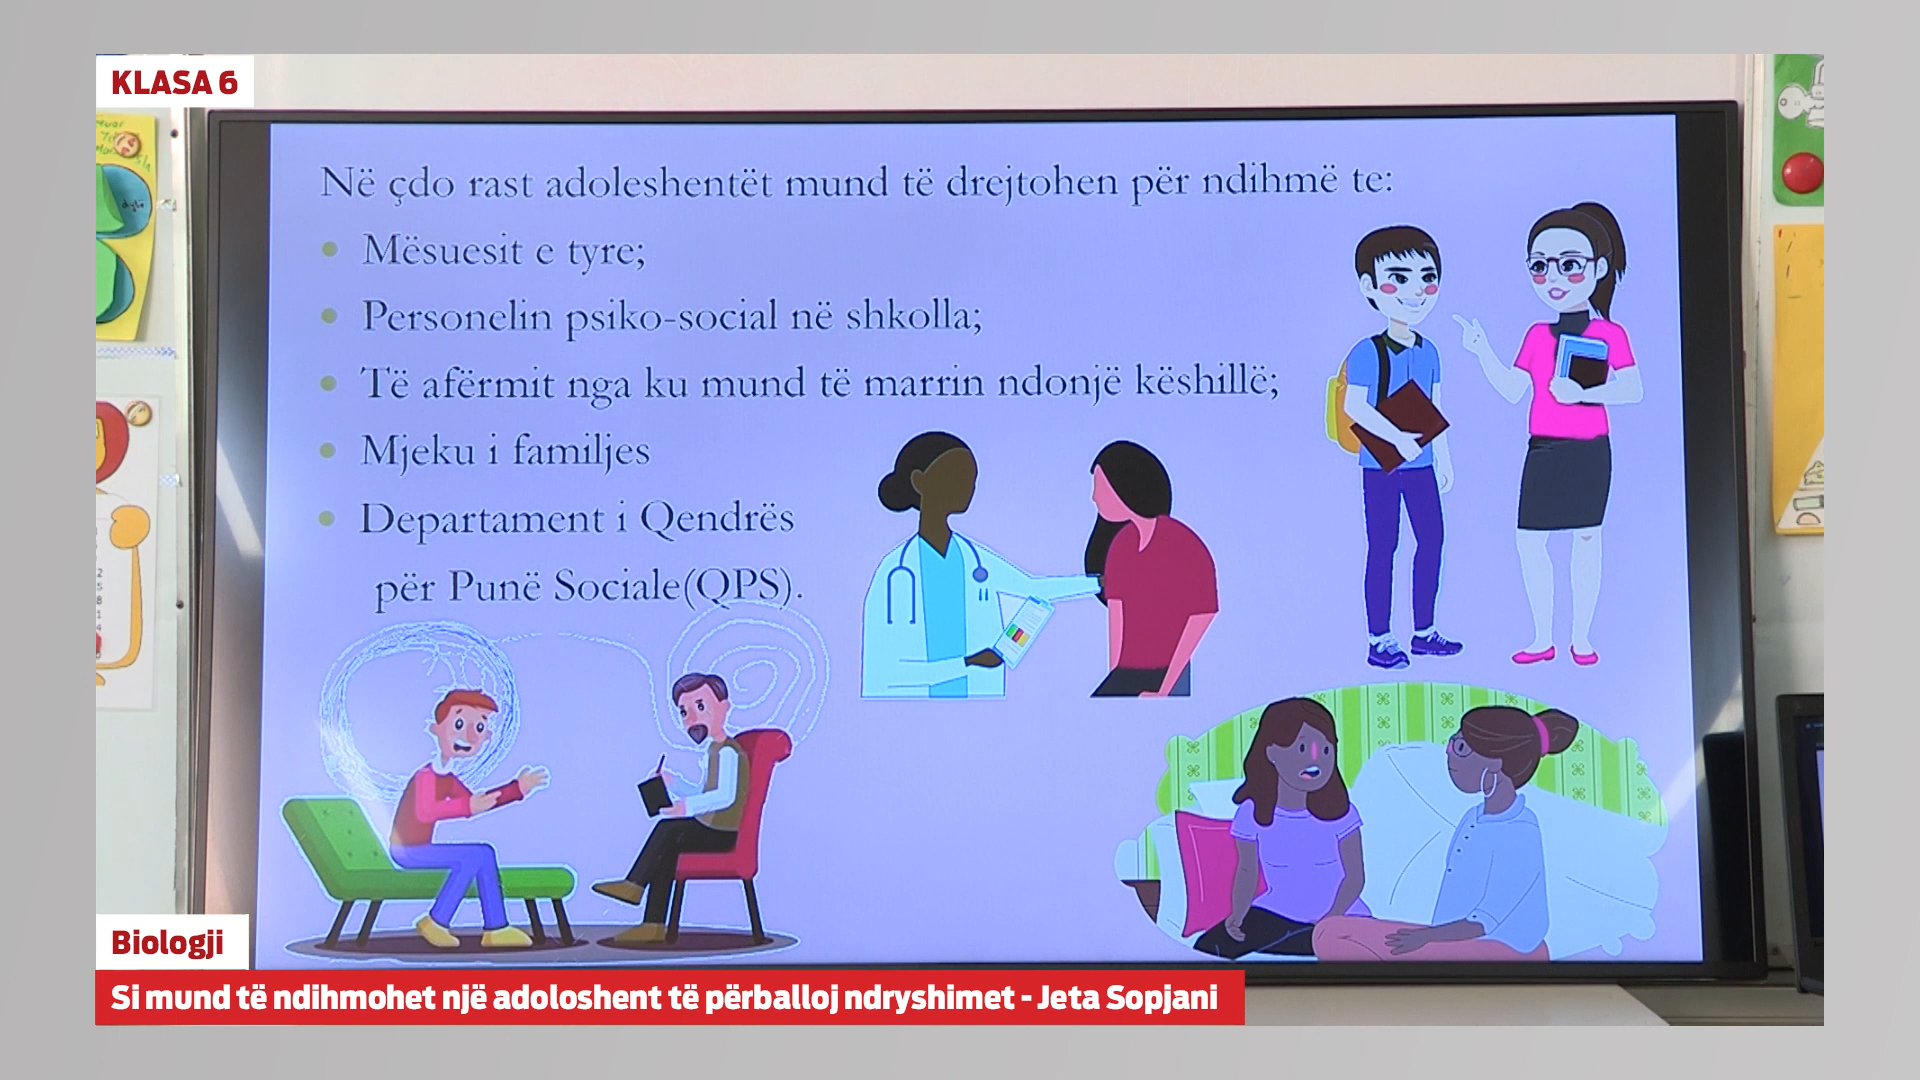 KLASA 6
Në çdo rast adoleshentët mund të drejtohen për ndihmë te:
Mësuesit e tyre;
Personelin psiko-social në shkolla;
Të afërmit nga ku mund të marrin ndonjë këshillë;
Mjeku i familjes
Departament i Qendrës
për Punë Sociale(QPS).
Biologji
Si mund të ndihmohet një adoloshent të përballoj ndryshimet - Jeta Sopjani